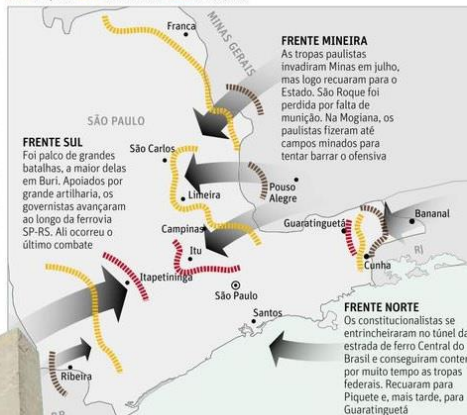 Franca
MINAS GERAIS
FRENTE MINEIRA
As tropas paulistas
invadiram Minas em julho,
mas logo recuaram para o
Estado. São Roque foi
perdida por falta de
munição. Na Mogiana, os
paulistas fizeram até
campos minados para
tentar barrar o ofensiva
SÃO PAULO
FRENTE SUL
Foi palco de grandes
batalhas, a maior delas
em Buri. Apoiados por
grande artilharia, os
governistas avançaram
ao longo da ferrovia
SP-RS. Ali ocorreu o
último combate
São Carlos
Limeira
Pouso
Alegre
Campinas
Itu
Guaratinguetá
Bananal
RJ
Cunha
Itapetininga
São Paulo
Santos
Ribeira
FRENTE NORTE
Os constitucionalistas se
entrincheiraram no túnel da
estrada de ferro Central do
Brasil e conseguiram conter
por muito tempo as tropas
federais. Recuaram para
Piquete e, mais tarde, para
Guaratinguetá